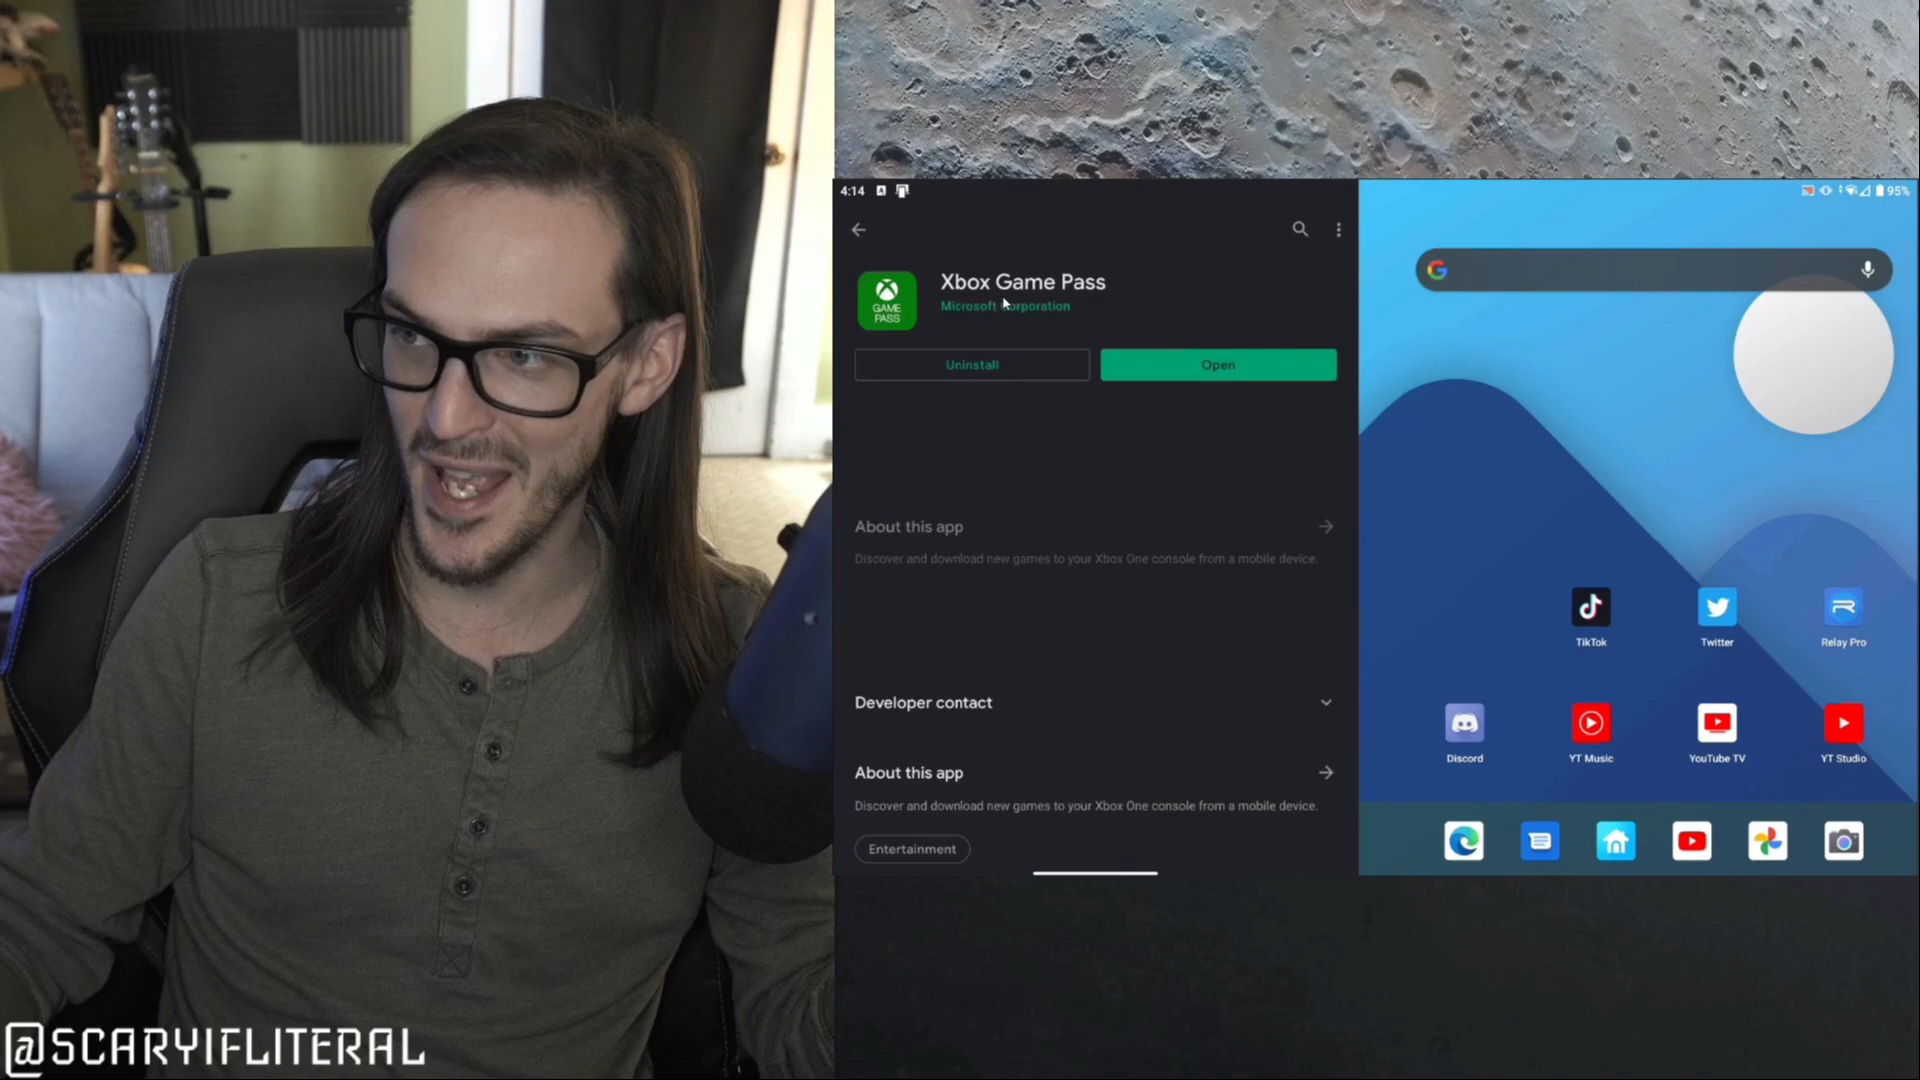 4:14
95%
Xbox Game Pass
Microsoft Corporation
GAME
PASS
Uninstall
Open
About this app
Discover and download new games to your Xbox One console from a mobile device.
Developer contact
About this app
Discover and download new games to your Xbox One console from a mobile device.
Entertainment
TikTok
Twitter
Relay Pro
Discord
YT Music
YouTube TV
YT Studio
@SCARYIFLITERAL